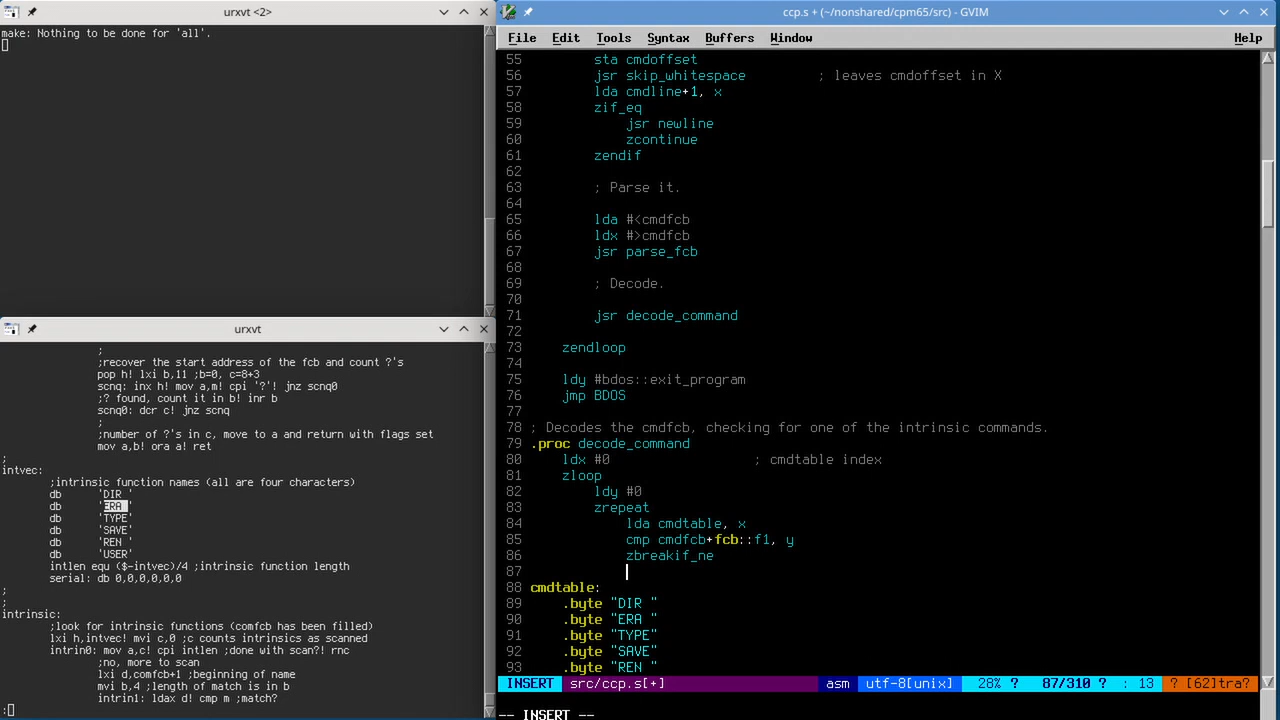 urxvt <2>
make: Nothing to be done for 'all'.
urxvt
;
;recover the start address of the fcb and count ?'s
pop h! lxi b,11 ;b=0, c=8+3
scnq: inx h! mov a,m! cpi '?'! jnz scnq0
;? found, count it in b! inr b
scnq0: dcr c! jnz scnq
;
;number of ?'s in c, move to a and return with flags set
mov a,b! ora a! ret
;
intvec:
;intrinsic function names (all are four characters)
db 'DIR '
db 'ERA '
db 'TYPE'
db 'SAVE'
db 'REN '
db 'USER'
intlen equ ($-intvec)/4 ;intrinsic function length
serial: db 0,0,0,0,0,0
;
;
intrinsic:
;look for intrinsic functions (comfcb has been filled)
lxi h,intvec! mvi c,0 ;c counts intrinsics as scanned
intrin0: mov a,c! cpi intlen ;done with scan?! rnc
;no, more to scan
lxi d,comfcb+1 ;beginning of name
mvi b,4 ;length of match is in b
intrin1: ldax d! cmp m ;match?
:
ccp.s + (~/nonshared/cpm65/src) - GVIM
File Edit Tools Syntax Buffers Window Help
55 sta cmdoffset
56 jsr skip_whitespace ; leaves cmdoffset in X
57 lda cmdline+1, x
58 zif_eq
59 jsr newline
60 zcontinue
61 zendif
62
63 ; Parse it.
64
65 lda #<cmdfcb
66 ldx #>cmdfcb
67 jsr parse_fcb
68
69 ; Decode.
70
71 jsr decode_command
72
73 zendloop
74
75 ldy #bdos::exit_program
76 jmp BDOS
77
78 ; Decodes the cmdfcb, checking for one of the intrinsic commands.
79 .proc decode_command
80 ldx #0 ; cmdtable index
81 zloop
82 ldy #0
83 zrepeat
84 lda cmdtable, x
85 cmp cmdfcb+fcb::f1, y
86 zbreakif_ne
87
88 cmdtable:
89 .byte "DIR "
90 .byte "ERA "
91 .byte "TYPE"
92 .byte "SAVE"
93 .byte "REN "
INSERT src/ccp.s[+] asm utf-8[unix] 28% ? 87/310 ? : 13 ? [62]tra?
-- INSERT --